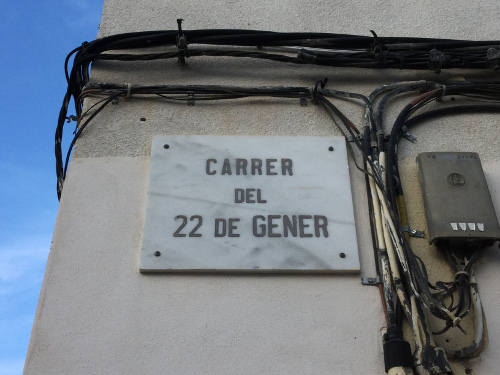 CARRER
DEL
22 DE GENER